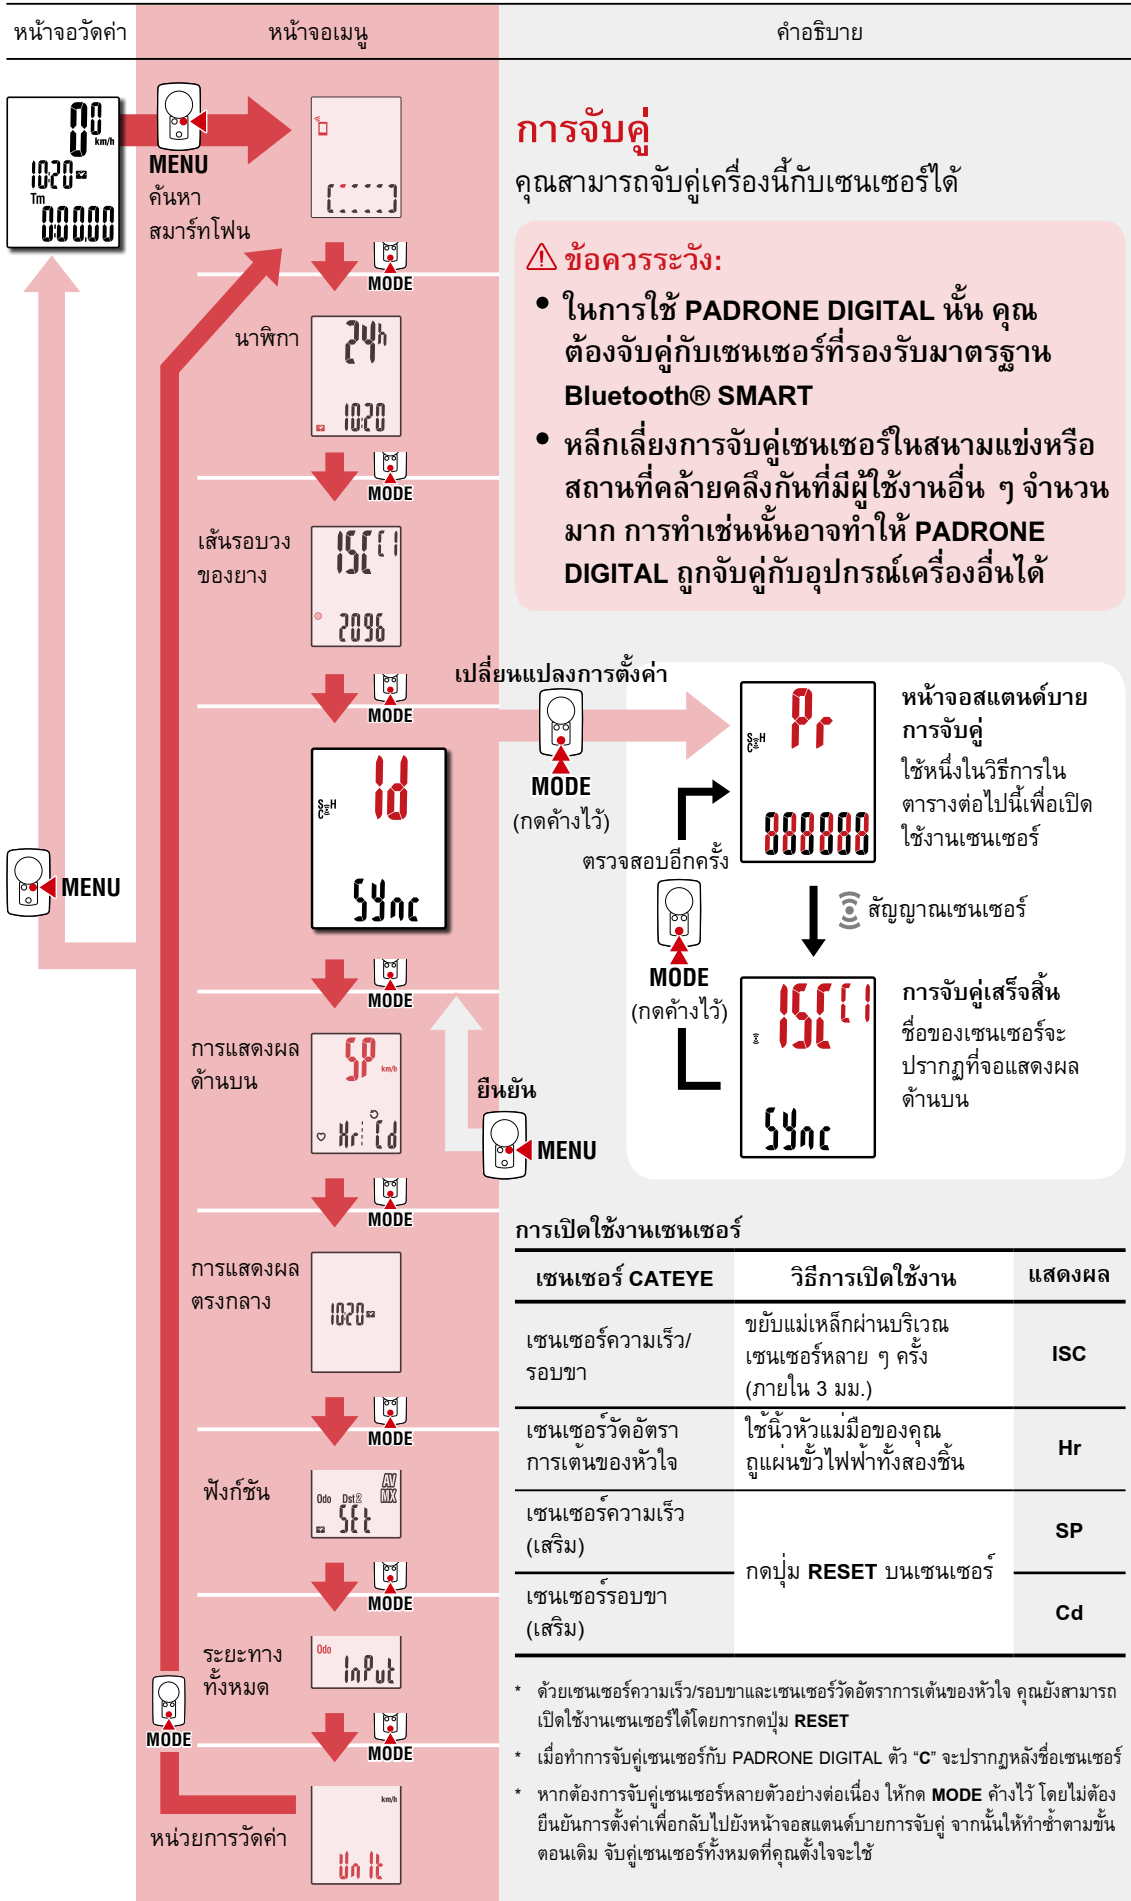 หน้าจอวัดค่า
หน้าจอเมนู
คำอธิบาย
0.0
km/h
10:20
Tm
0:00.00
MENU
ค้นหา
สมาร์ทโฟน
MODE
นาฬิกา
24h
10:20
MODE
เส้นรอบวง
ของยาง
ISC C1
2096
MODE
S H
C
Id
SYnc
MENU
MODE
การแสดงผล
ด้านบน
SP
km/h
Hr Cd
MODE
การแสดงผล
ตรงกลาง
10:20
MODE
ฟังก์ชัน
AV
MX
Odo Dst2
SEt
MODE
ระยะทาง
ทั้งหมด
Odo
InPut
MODE
MODE
หน่วยการวัดค่า
km/h
UnIt
การจับคู่
คุณสามารถจับคู่เครื่องนี้กับเซนเซอร์ได้
ข้อควรระวัง:
• ในการใช้ PADRONE DIGITAL นั้น คุณ
ต้องจับคู่กับเซนเซอร์ที่รองรับมาตรฐาน
Bluetooth® SMART
• หลีกเลี่ยงการจับคู่เซนเซอร์ในสนามแข่งหรือ
สถานที่คล้ายคลึงกันที่มีผู้ใช้งานอื่น ๆ จำนวน
มาก การทำเช่นนั้นอาจทำให้ PADRONE
DIGITAL ถูกจับคู่กับอุปกรณ์เครื่องอื่นได้
เปลี่ยนแปลงการตั้งค่า
MODE
(กดค้างไว้)
S H
C
Pr
888888
หน้าจอสแตนด์บาย
การจับคู่
ใช้หนึ่งในวิธีการใน
ตารางต่อไปนี้เพื่อเปิด
ใช้งานเซนเซอร์
ตรวจสอบอีกครั้ง
MODE
(กดค้างไว้)
สัญญาณเซนเซอร์
ISC C1
SYnc
การจับคู่เสร็จสิ้น
ชื่อของเซนเซอร์จะ
ปรากฏที่จอแสดงผล
ด้านบน
ยืนยัน
MENU
การเปิดใช้งานเซนเซอร์
เซนเซอร์ CATEYE
วิธีการเปิดใช้งาน
แสดงผล
เซนเซอร์ความเร็ว/
รอบขา
ขยับแม่เหล็กผ่านบริเวณ
เซนเซอร์หลาย ๆ ครั้ง
(ภายใน 3 มม.)
ISC
เซนเซอร์วัดอัตรา
การเต้นของหัวใจ
ใช้นิ้วหัวแม่มือของคุณ
ถูแผ่นขั้วไฟฟ้าทั้งสองชิ้น
Hr
เซนเซอร์ความเร็ว
(เสริม)
กดปุ่ม RESET บนเซนเซอร์
SP
เซนเซอร์รอบขา
(เสริม)
Cd
* ด้วยเซนเซอร์ความเร็ว/รอบขาและเซนเซอร์วัดอัตราการเต้นของหัวใจ คุณยังสามารถ
เปิดใช้งานเซนเซอร์ได้โดยการกดปุ่ม RESET
* เมื่อทำการจับคู่เซนเซอร์กับ PADRONE DIGITAL ตัว “C” จะปรากฏหลังชื่อเซนเซอร์
* หากต้องการจับคู่เซนเซอร์หลายตัวอย่างต่อเนื่อง ให้กด MODE ค้างไว้ โดยไม่ต้อง
ยืนยันการตั้งค่าเพื่อกลับไปยังหน้าจอสแตนด์บายการจับคู่ จากนั้นให้ทำซ้ำตามขั้น
ตอนเดิม จับคู่เซนเซอร์ทั้งหมดที่คุณตั้งใจจะใช้